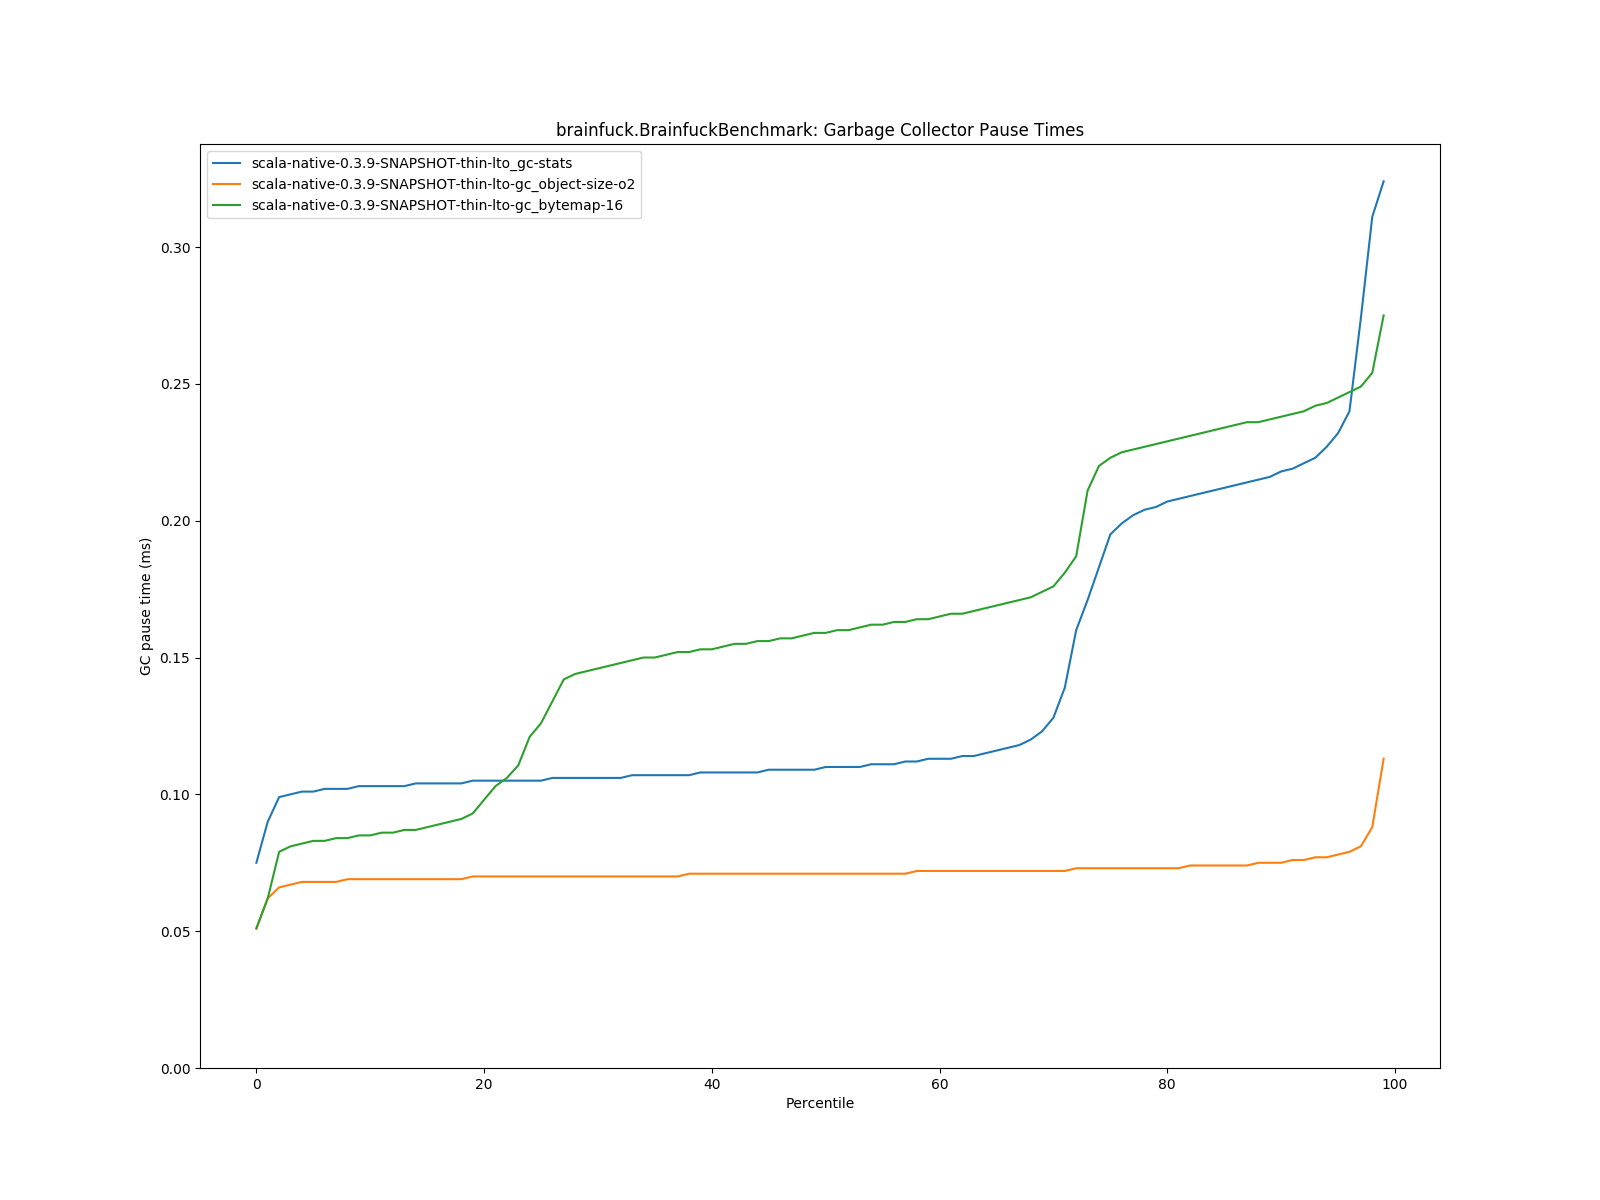 brainfuck.BrainfuckBenchmark: Garbage Collector Pause Times
scala-native-0.3.9-SNAPSHOT-thin-lto_gc-stats
scala-native-0.3.9-SNAPSHOT-thin-lto-gc_object-size-o2
scala-native-0.3.9-SNAPSHOT-thin-lto-gc_bytemap-16
0.30
0.25
0.20
0.15
0.10
0.05
0.00
GC pause time (ms)
0 20 40 60 80 100
Percentile